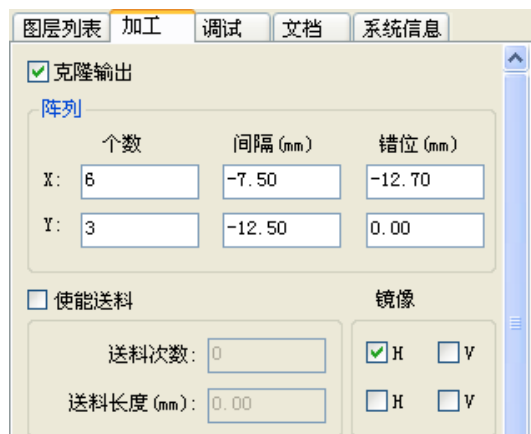 图层列表 加工 调试 文档 系统信息
克隆输出
阵列
个数 间隔(mm) 错位(mm)
X: 6 -7.50 -12.70
Y: 3 -12.50 0.00
使能送料 镜像
送料次数: 0 H V
送料长度(mm): 0.00 H V